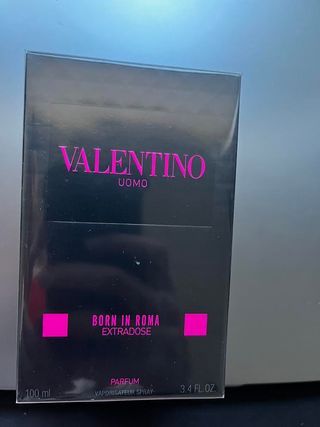 VALENTINO
UOMO
BORN IN ROMA
EXTRADOSE
PARFUM
100 ml VAPORISATEUR SPRAY 3.4 FL.OZ